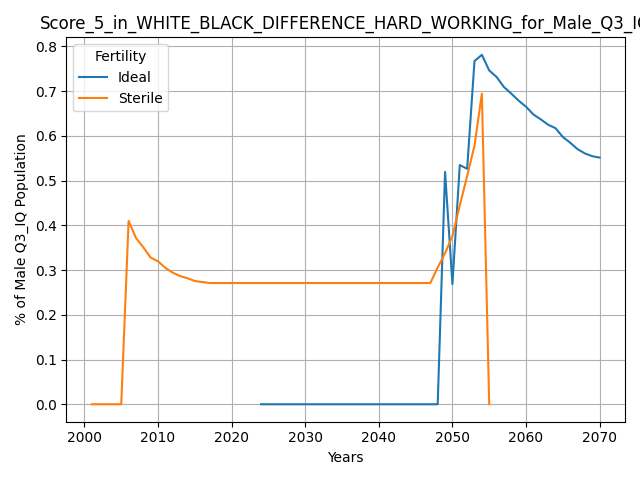 Score_5_in_WHITE_BLACK_DIFFERENCE_HARD_WORKING_for_Male_Q3_IQ
Fertility
Ideal
Sterile
% of Male Q3_IQ Population
0.8
0.7
0.6
0.5
0.4
0.3
0.2
0.1
0.0
2000 2010 2020 2030 2040 2050 2060 2070
Years